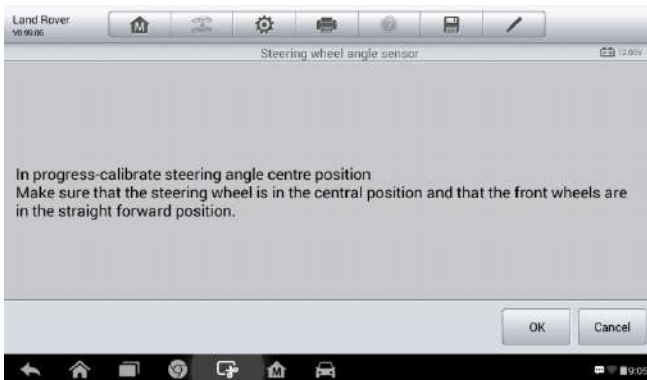 Land Rover
V0.99.06
Steering wheel angle sensor
12.06V
In progress-calibrate steering angle centre position
Make sure that the steering wheel is in the central position and that the front wheels are
in the straight forward position.
OK
Cancel
9:05